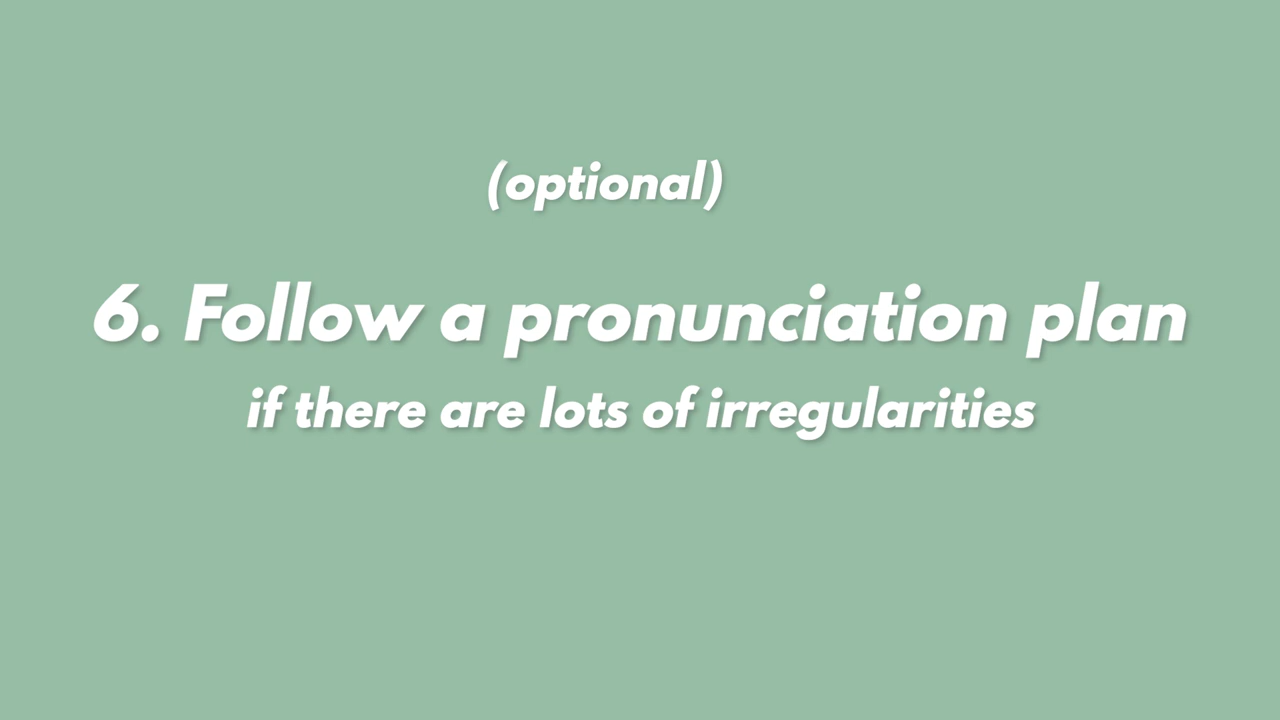 (optional)
6. Follow a pronunciation plan
if there are lots of irregularities